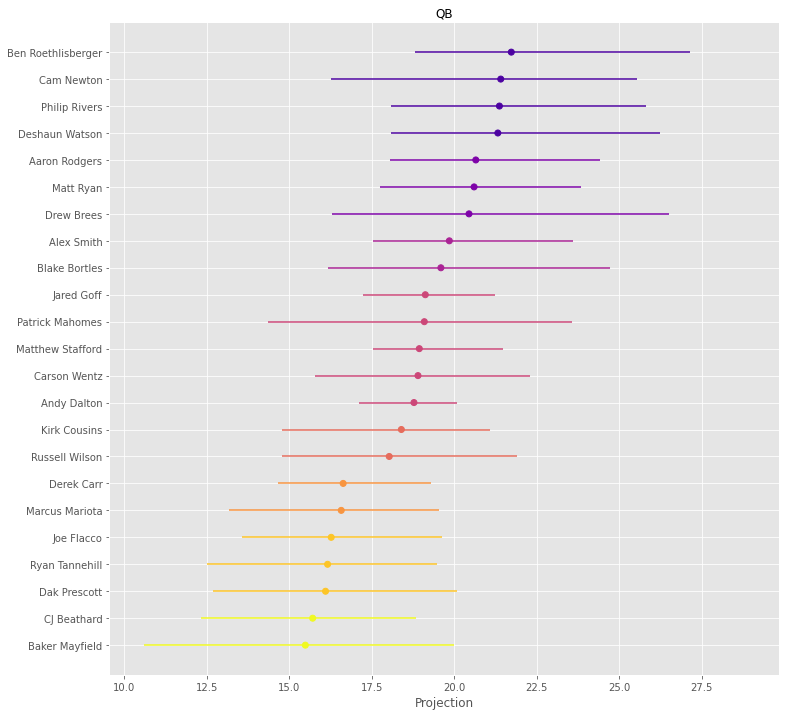 QB
Ben Roethlisberger
Cam Newton
Philip Rivers
Deshaun Watson
Aaron Rodgers
Matt Ryan
Drew Brees
Alex Smith
Blake Bortles
Jared Goff
Patrick Mahomes
Matthew Stafford
Carson Wentz
Andy Dalton
Kirk Cousins
Russell Wilson
Derek Carr
Marcus Mariota
Joe Flacco
Ryan Tannehill
Dak Prescott
CJ Beathard
Baker Mayfield
10.0 12.5 15.0 17.5 20.0 22.5 25.0 27.5
Projection